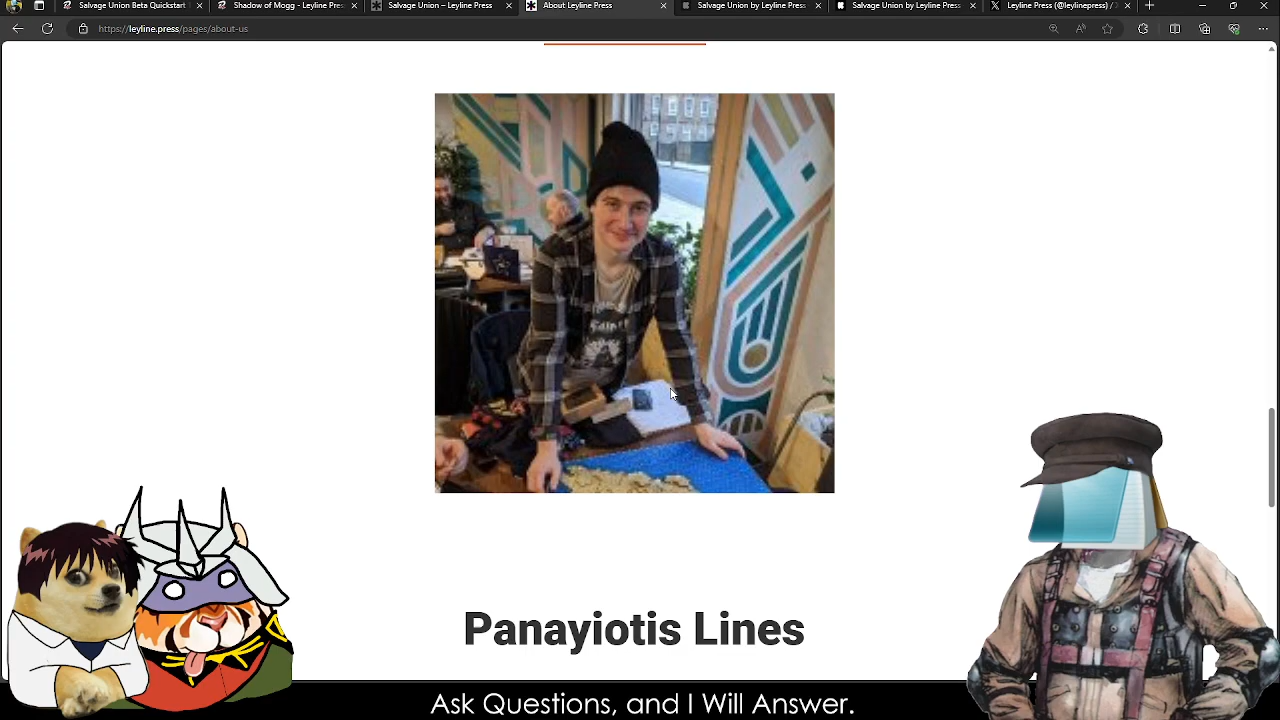 Salvage Union Beta Quickstart
Shadow of Mogg - Leyline Press
Salvage Union – Leyline Press
About Leyline Press
Salvage Union by Leyline Press
Salvage Union by Leyline Press
Leyline Press (@leylinepress) /
https://leyline.press/pages/about-us
Panayiotis Lines
Ask Questions, and I Will Answer.